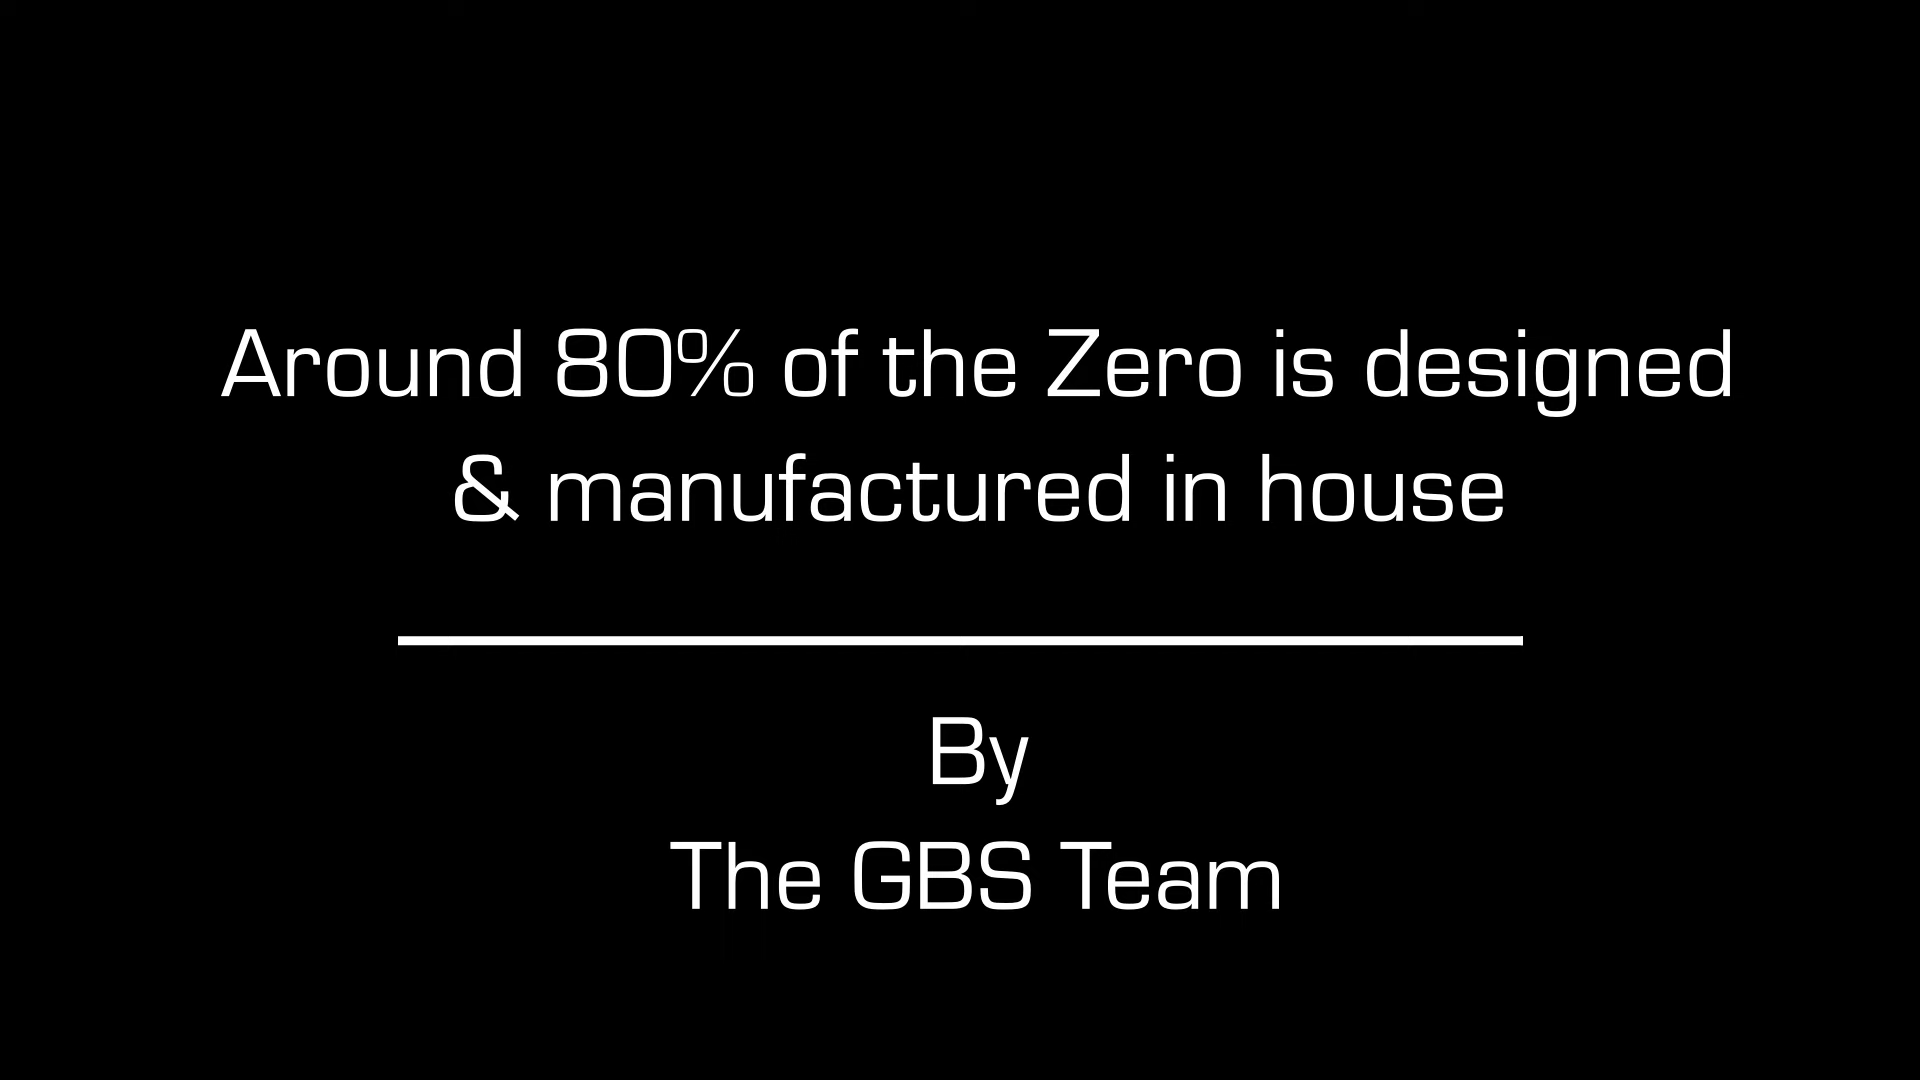 Around 80% of the Zero is designed
& manufactured in house
By
The GBS Team